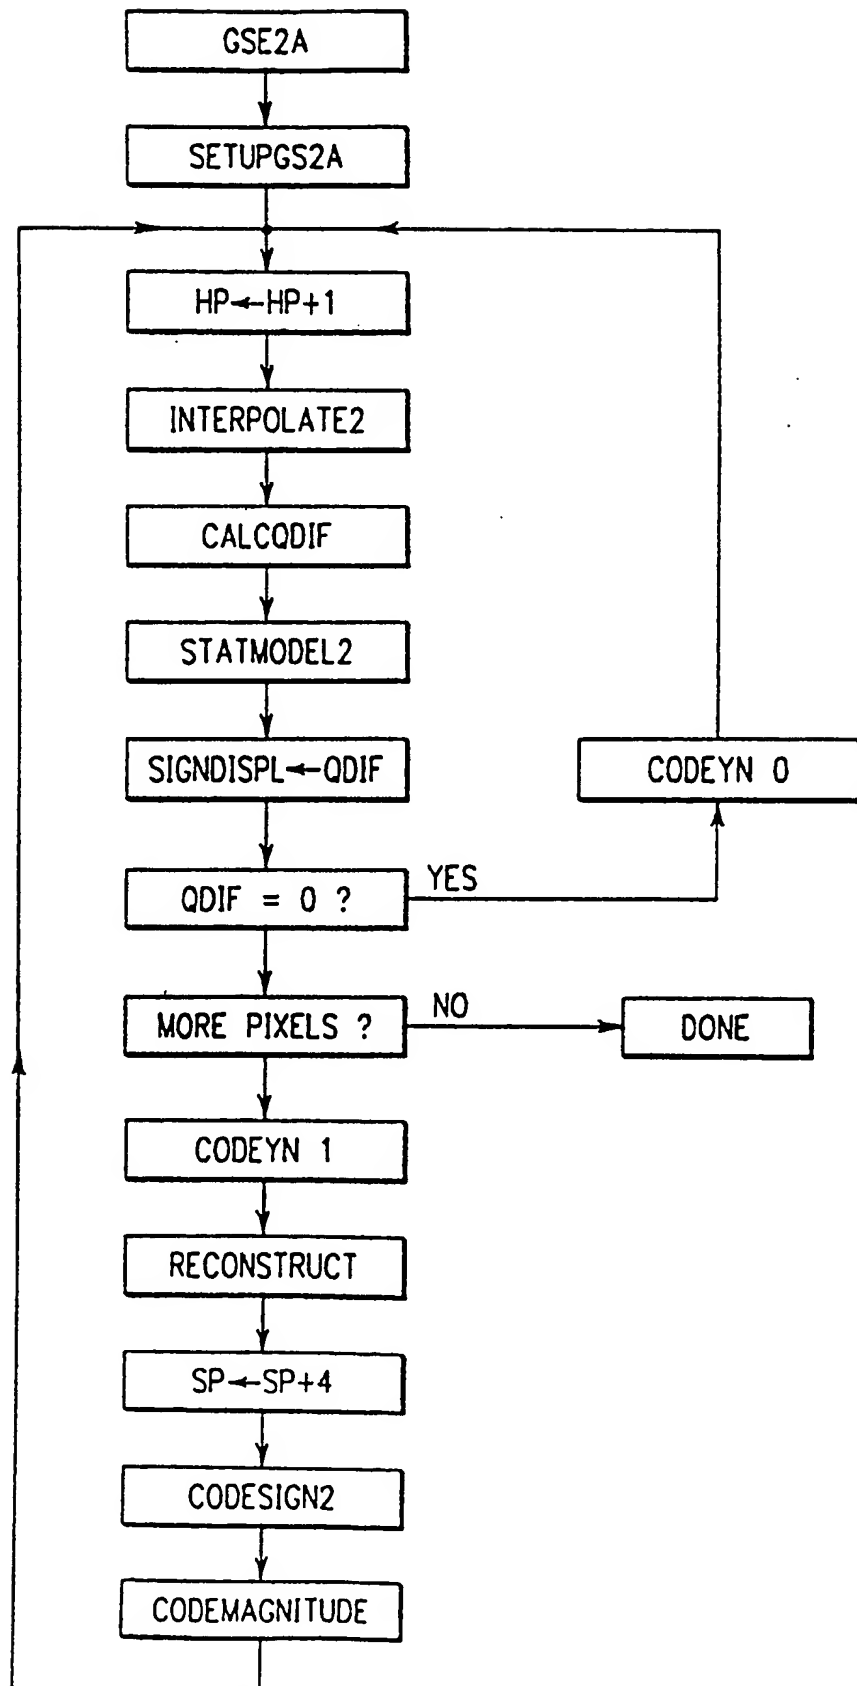 GSE2A
SETUPGS2A
HP←HP+1
INTERPOLATE2
CALCQDIF
STATMODEL2
SIGNDISPL←QDIF
CODEYN 0
QDIF = 0 ?
YES
MORE PIXELS ?
NO
DONE
CODEYN 1
RECONSTRUCT
SP←SP+4
CODESIGN2
CODEMAGNITUDE